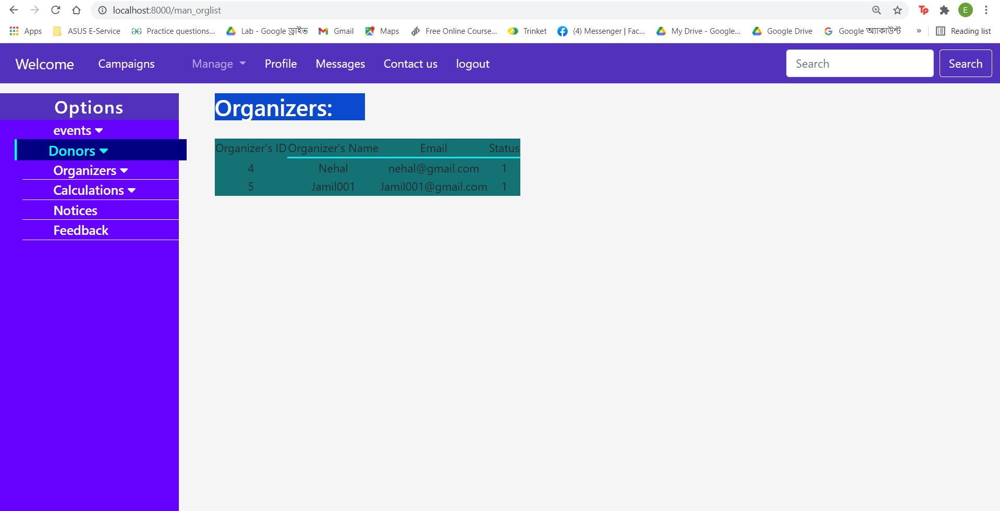 localhost:8000/man_orglist
E
Apps ASUS E-Service Practice questions... Lab - Google ড্রাইভ Gmail Maps Free Online Course... Trinket (4) Messenger | Fac... My Drive - Google... Google Drive Google অ্যাকাউন্ট » Reading list
Welcome Campaigns Manage Profile Messages Contact us logout Search Search
Options
events
Donors
Organizers
Calculations
Notices
Feedback
Organizers:
Organizer's ID Organizer's Name Email Status
4 Nehal nehal@gmail.com 1
5 Jamil001 Jamil001@gmail.com 1